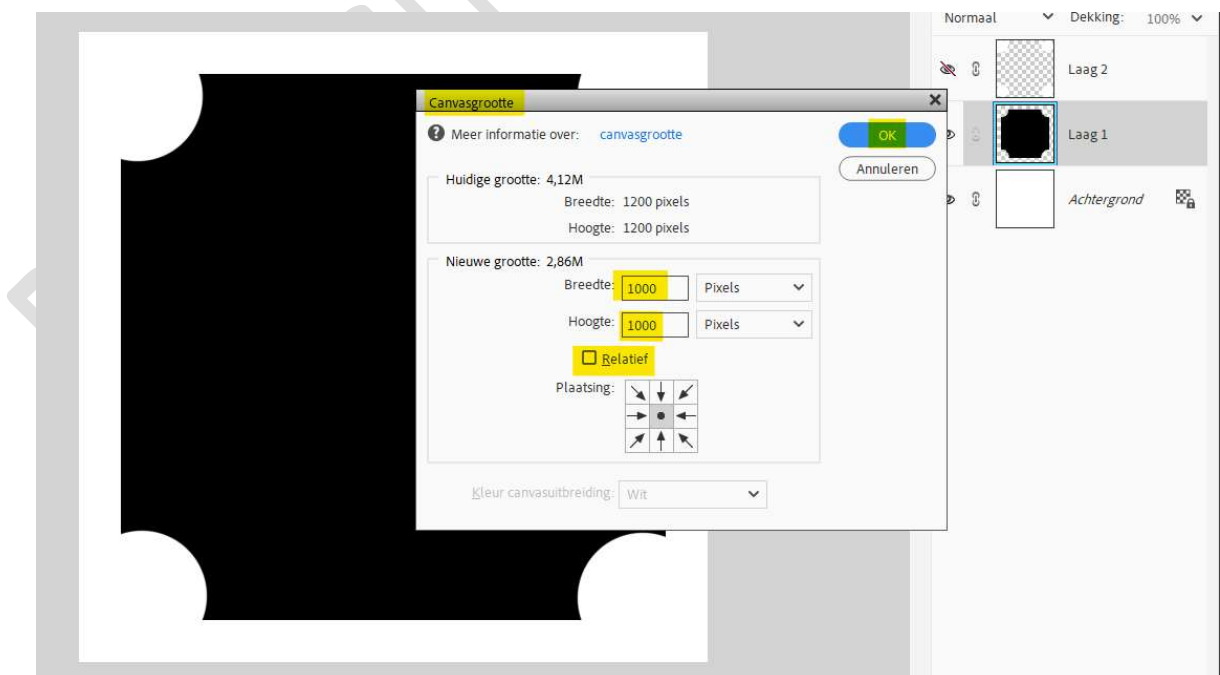 Normaal Dekking: 100%
Laag 2
Canvasgrootte
Meer informatie over: canvasgrootte
OK
Laag 1
Annuleren
Huidige grootte: 4,12M
Breedte: 1200 pixels
Hoogte: 1200 pixels
Achtergrond
Nieuwe grootte: 2,86M
Breedte: 1000 Pixels
Hoogte: 1000 Pixels
Relatief
Plaatsing:
Kleur canvasuitbreiding: Wit